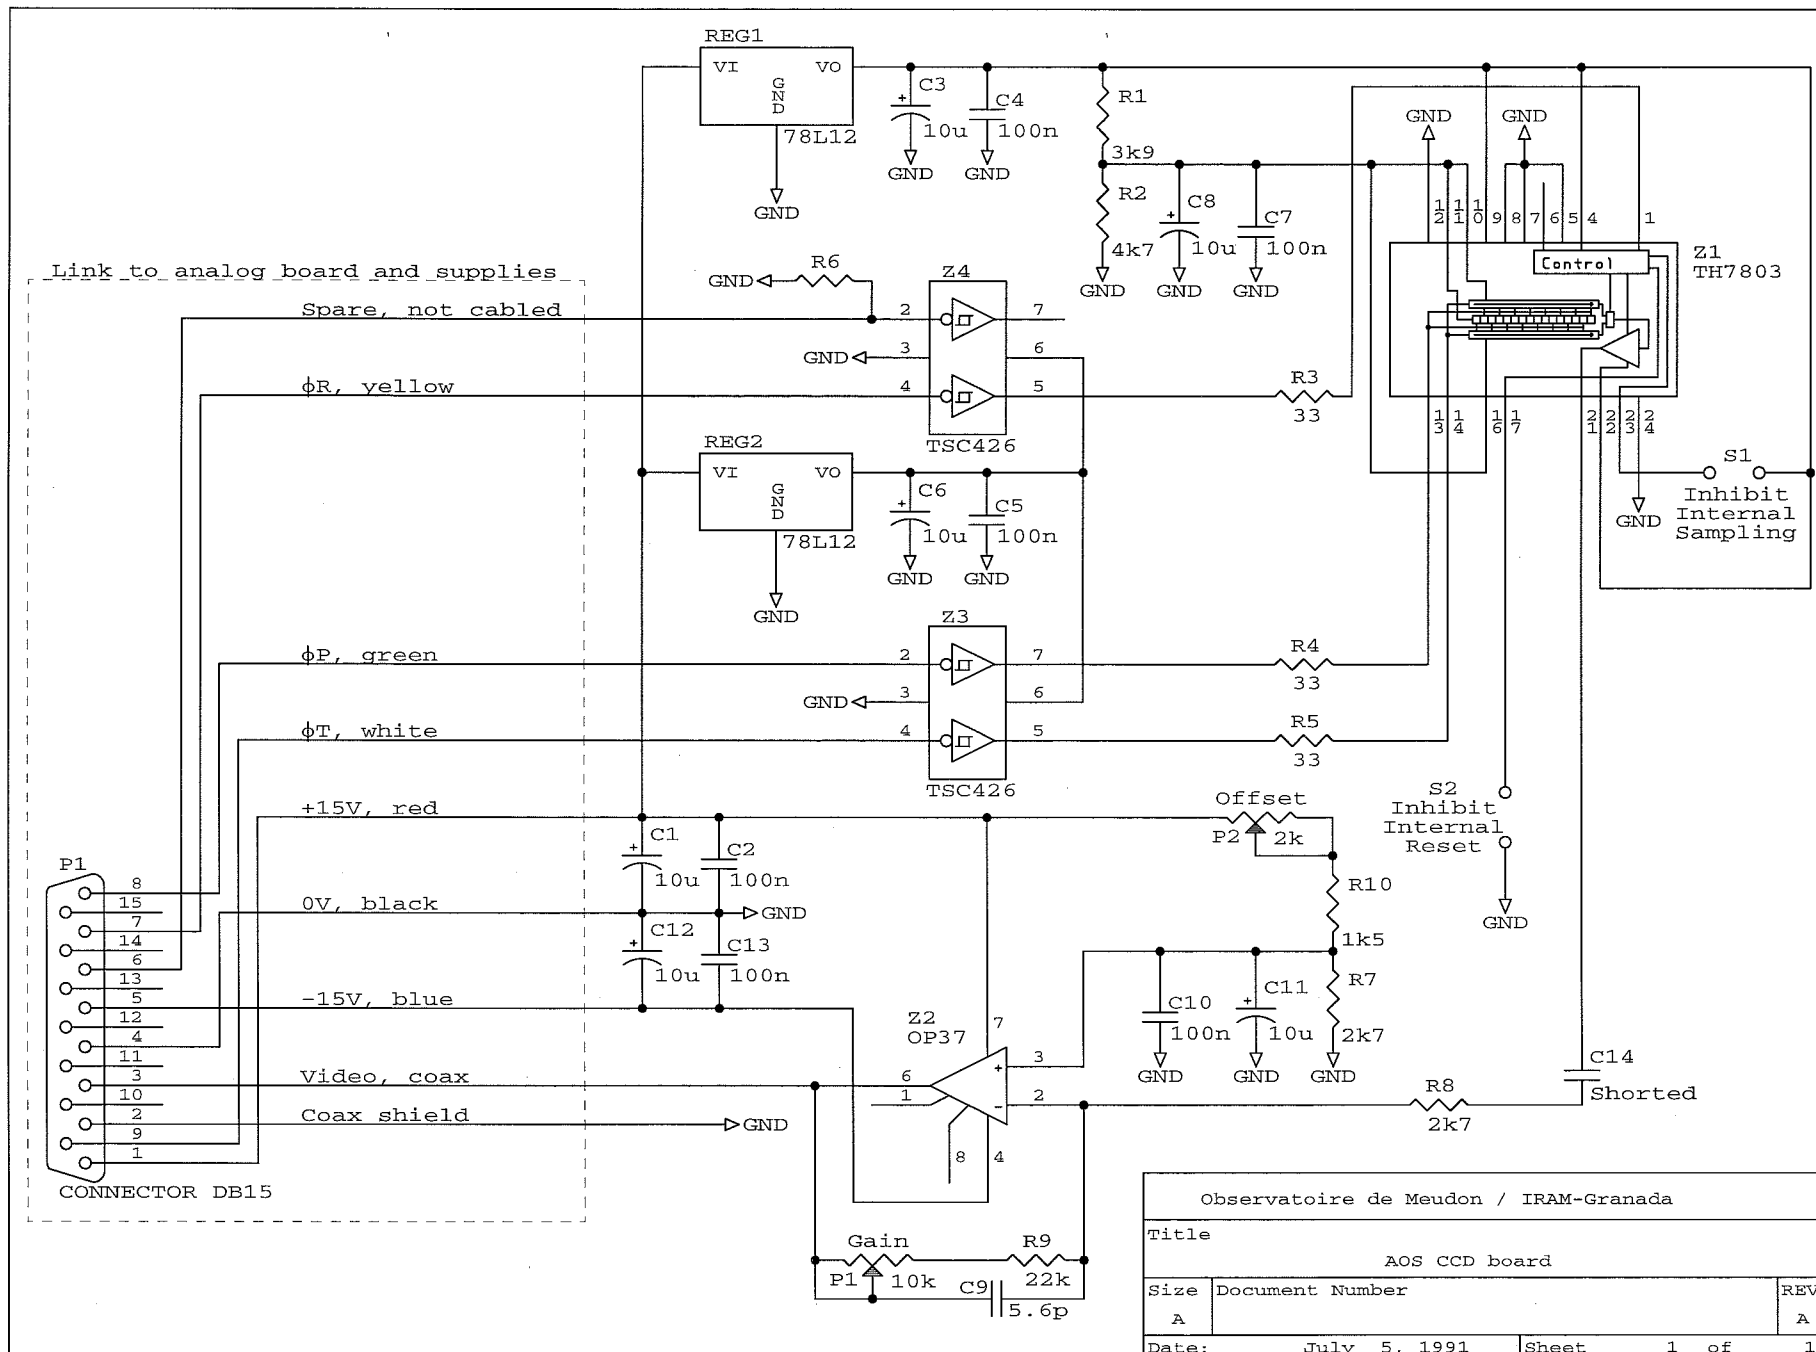 REG1
VI VO
GND
78L12
GND
C3
10u
GND
C4
100n
GND
R1
3k9
R2
4k7
GND
C8
10u
GND
C7
100n
GND
GND
GND
12 11 10 9 8 7 6 5 4 1
Z1
TH7803
Control
13 14 16 17 21 22 23 24
GND
S1
Inhibit
Internal
Sampling
Link to analog board and supplies
Spare, not cabled
GND
R6
Z4
2 7
GND 3 6
ϕR, yellow
4 5
TSC426
R3
33
REG2
VI VO
GND
78L12
GND
C6
10u
GND
C5
100n
GND
Z3
ϕP, green
2 7
R4
33
GND 3 6
ϕT, white
4 5
R5
33
TSC426
+15V, red
Offset
P2 2k
S2
Inhibit
Internal
Reset
GND
C1
10u
C2
100n
0V, black
GND
C12
10u
C13
100n
-15V, blue
R10
1k5
R7
2k7
GND
C10
100n
GND
C11
10u
GND
P1
8
15
7
14
6
13
5
12
4
11
3
10
2
9
1
CONNECTOR DB15
Video, coax
Coax shield
GND
Z2
OP37
7
3
+
6
1
2
-
8 4
R8
2k7
C14
Shorted
Gain
P1 10k
R9
22k
C9
5.6p
Observatoire de Meudon / IRAM-Granada
Title
AOS CCD board
Size Document Number REV
A A
Date: July 5, 1991 Sheet 1 of 1